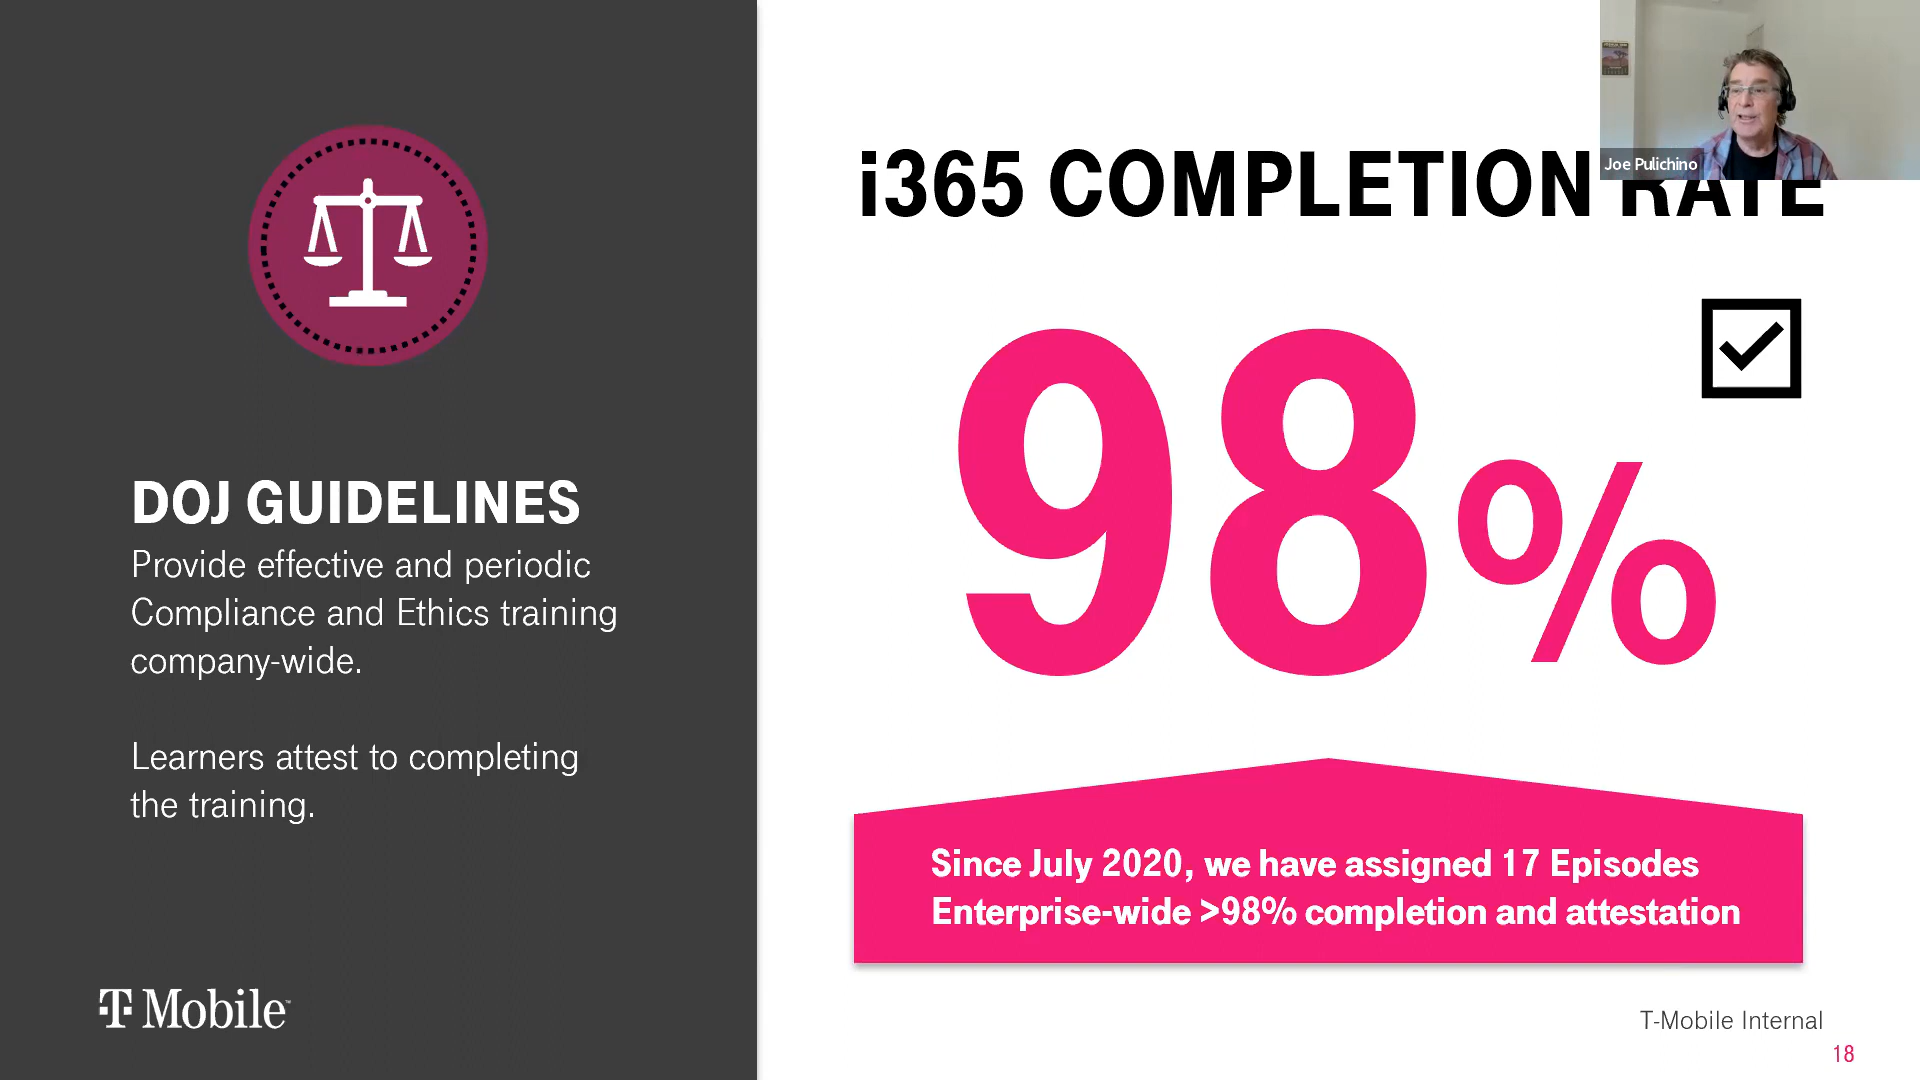 DOJ GUIDELINES
Provide effective and periodic
Compliance and Ethics training
company-wide.
Learners attest to completing
the training.
T Mobile™
i365 COMPLETION RATE
Joe Pulichino
98%
Since July 2020, we have assigned 17 Episodes
Enterprise-wide >98% completion and attestation
T-Mobile Internal
18